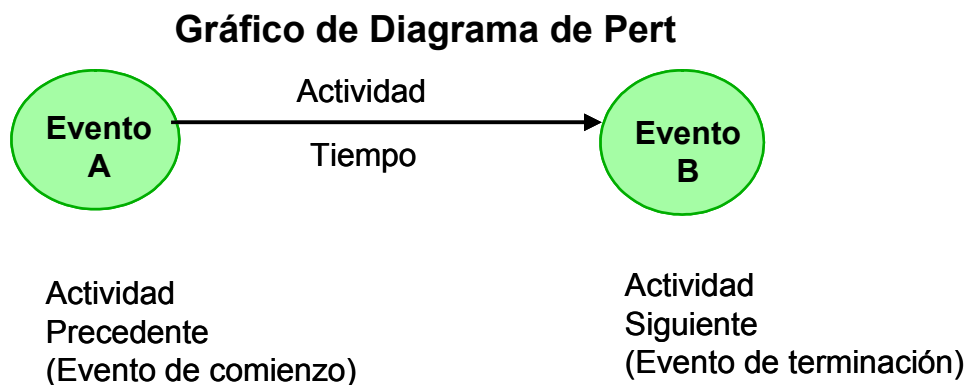 Gráfico de Diagrama de Pert
Actividad
Evento
A
Tiempo
Evento
B
Actividad
Precedente
(Evento de comienzo)
Actividad
Siguiente
(Evento de terminación)